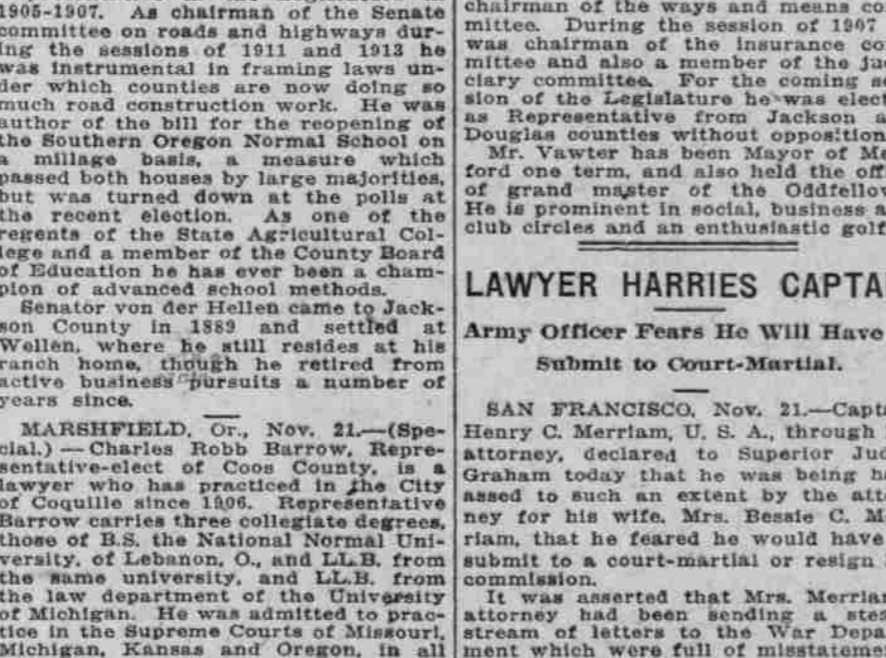 1905-1907. As chairman of the Senate
committee on roads and highways dur-
ing the sessions of 1911 and 1913 he
was instrumental in framing laws un-
der which counties are now doing so
much road construction work. He was
author of the bill for the reopening of
the Southern Oregon Normal School on
a millage basis, a measure which
passed both houses by large majorities,
but was turned down at the polls at
the recent election. As one of the
regents of the State Agricultural Col-
lege and a member of the County Board
of Education he has ever been a cham-
pion of advanced school methods.
Senator von der Hellen came to Jack-
son County in 1889 and settled at
Wellen, where he still resides at his
ranch home, though he retired from
active business pursuits a number of
years since.
MARSHFIELD, Or., Nov. 21.—(Spe-
cial.) — Charles Robb Barrow, Repre-
sentative-elect of Coos County, is a
lawyer who has practiced in the City
of Coquille since 1906. Representative
Barrow carries three collegiate degrees,
those of B.S. the National Normal Uni-
versity, of Lebanon, O., and LL.B. from
the same university, and LL.B. from
the law department of the University
of Michigan. He was admitted to prac-
tice in the Supreme Courts of Missouri,
Michigan, Kansas and Oregon, in all
chairman of the ways and means co
mittee. During the session of 1907
was chairman of the insurance co
mittee and also a member of the jud
ciary committee. For the coming se
sion of the Legislature he was elect
as Representative from Jackson a
Douglas counties without opposition
Mr. Vawter has been Mayor of Me
ford one term, and also held the off
of grand master of the Oddfellow
He is prominent in social, business a
club circles and an enthusiastic golf
LAWYER HARRIES CAPTA
Army Officer Fears He Will Have
Submit to Court-Martial.
SAN FRANCISCO, Nov. 21.—Capta
Henry C. Merriam, U. S. A., through
attorney, declared to Superior Jud
Graham today that he was being ha
assed to such an extent by the atto
ney for his wife, Mrs. Bessie C. M
riam, that he feared he would have
submit to a court-martial or resign
commission.
It was asserted that Mrs. Merriam
attorney had been sending a stea
stream of letters to the War Depa
ment which were full of misstateme